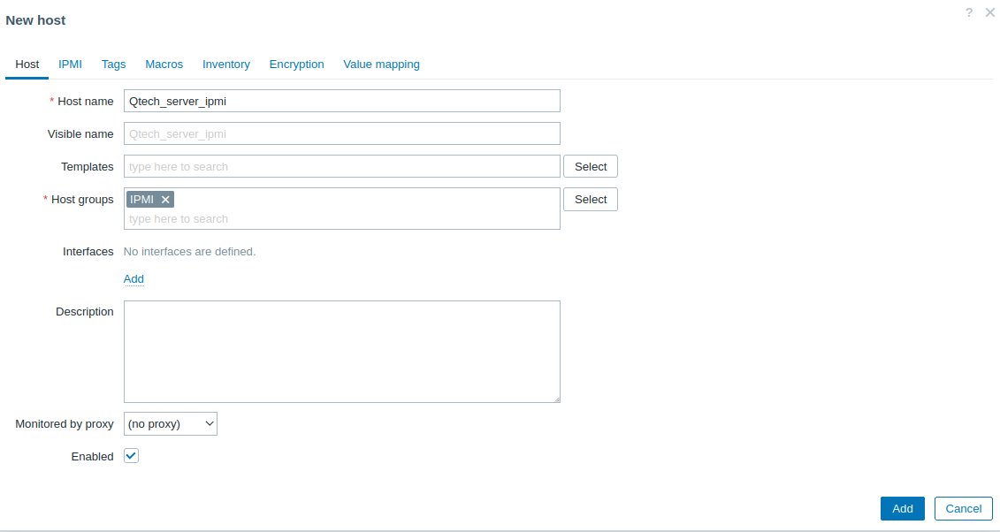 New host
?
Host IPMI Tags Macros Inventory Encryption Value mapping
* Host name Qtech_server_ipmi
Visible name Qtech_server_ipmi
Templates type here to search Select
* Host groups IPMI Select
type here to search
Interfaces No interfaces are defined.
Add
Description
Monitored by proxy (no proxy)
Enabled
Add Cancel